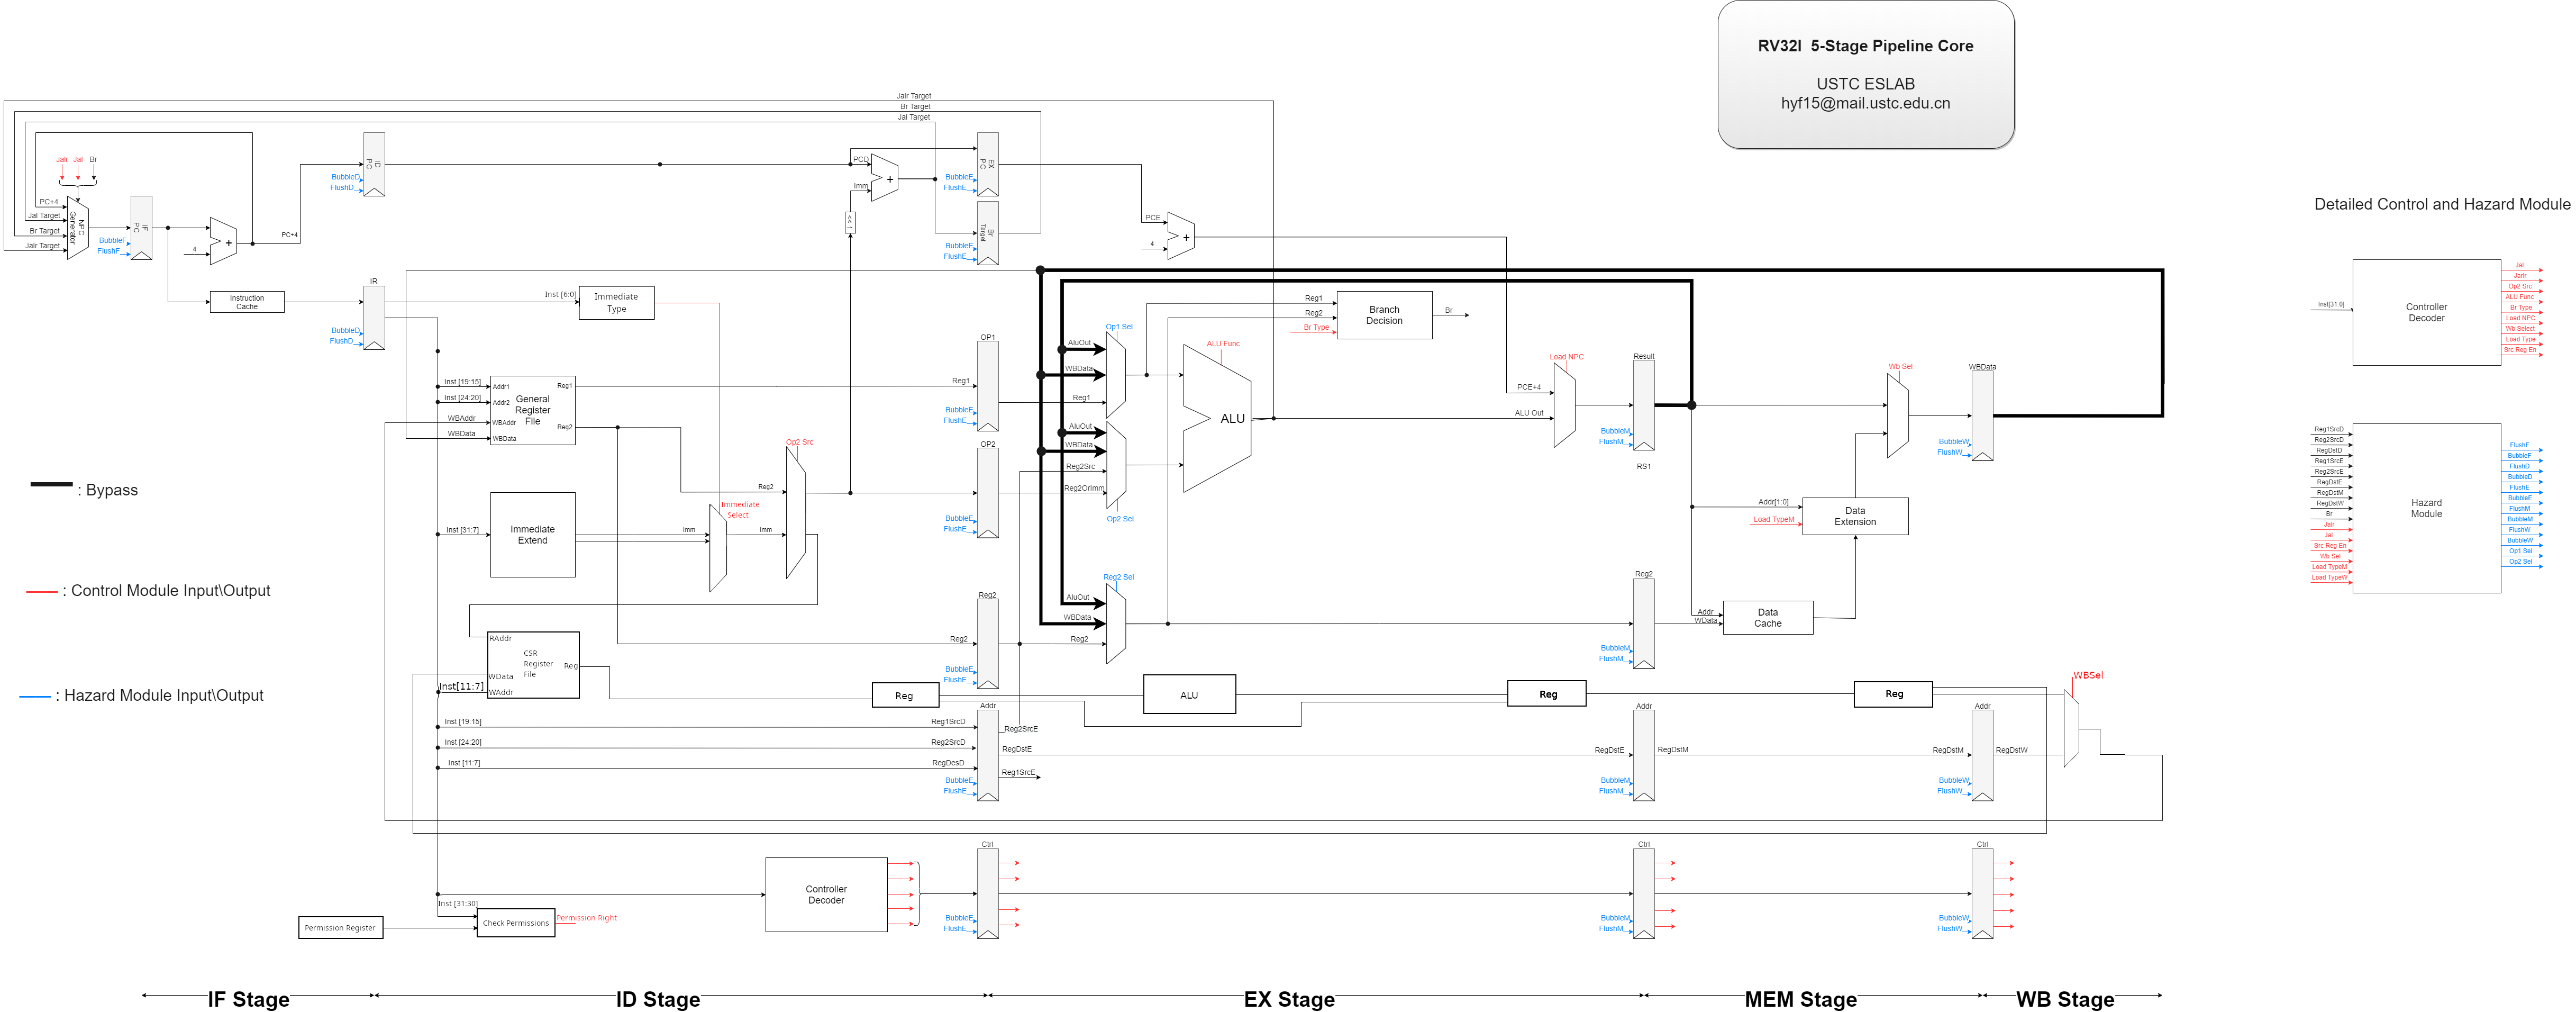 RV32I 5-Stage Pipeline Core
USTC ESLAB
hyf15@mail.ustc.edu.cn
Jalr Target
Br Target
Jal Target
Jalr
Jal
Br
PC+4
Jal Target
Br Target
Jalr Target
NPC
Generator
IF
PC
BubbleF
FlushF
4
+
PC+4
ID
PC
BubbleD
FlushD
PCD
Imm
+
<< 1
EX
PC
BubbleE
FlushE
Br
Target
BubbleE
FlushE
PCE
4
+
Instruction
Cache
IR
BubbleD
FlushD
Inst [6:0]
Immediate
Type
Inst [19:15]
Inst [24:20]
WBAddr
WBData
Addr1
Addr2
WBAddr
WBData
General
Register
File
Reg1
Reg2
Inst [31:7]
Immediate
Extend
Imm
Immediate
Select
Imm
Reg2
Op2 Src
OP1
Reg1
BubbleE
FlushE
OP2
BubbleE
FlushE
Reg2
Reg2
BubbleE
FlushE
Op1 Sel
AluOut
WBData
Reg1
AluOut
WBData
Reg2Src
Reg2OrImm
Op2 Sel
Reg2 Sel
AluOut
WBData
Reg2
ALU Func
ALU
Reg1
Reg2
Br Type
Branch
Decision
Br
Load NPC
PCE+4
ALU Out
Result
BubbleM
FlushM
RS1
Reg2
BubbleM
FlushM
Addr[1:0]
Load TypeM
Data
Extension
Addr
WData
Data
Cache
Wb Sel
WBData
BubbleW
FlushW
RAddr
WData
WAddr
CSR
Register
File
Reg
Inst[11:7]
Reg
ALU
Reg
Reg
WBSel
Inst [19:15]
Inst [24:20]
Inst [11:7]
Reg1SrcD
Reg2SrcD
RegDesD
Addr
BubbleE
FlushE
Reg2SrcE
RegDstE
Reg1SrcE
RegDstE
Addr
BubbleM
FlushM
RegDstM
RegDstM
Addr
BubbleW
FlushW
RegDstW
Inst [31:30]
Permission Register
Check Permissions
Permission Right
Controller
Decoder
Ctrl
BubbleE
FlushE
Ctrl
BubbleM
FlushM
Ctrl
BubbleW
FlushW
: Bypass
: Control Module Input\Output
: Hazard Module Input\Output
Detailed Control and Hazard Module
Inst[31:0]
Controller
Decoder
Jal
Jarlr
Op2 Src
ALU Func
Br Type
Load NPC
Wb Select
Load Type
Src Reg En
Reg1SrcD
Reg2SrcD
RegDstD
Reg1SrcE
Reg2SrcE
RegDstE
RegDstM
RegDstW
Br
Jalr
Jal
Src Reg En
Wb Sel
Load TypeM
Load TypeW
Hazard
Module
FlushF
BubbleF
FlushD
BubbleD
FlushE
BubbleE
FlushM
BubbleM
FlushW
BubbleW
Op1 Sel
Op2 Sel
IF Stage
ID Stage
EX Stage
MEM Stage
WB Stage